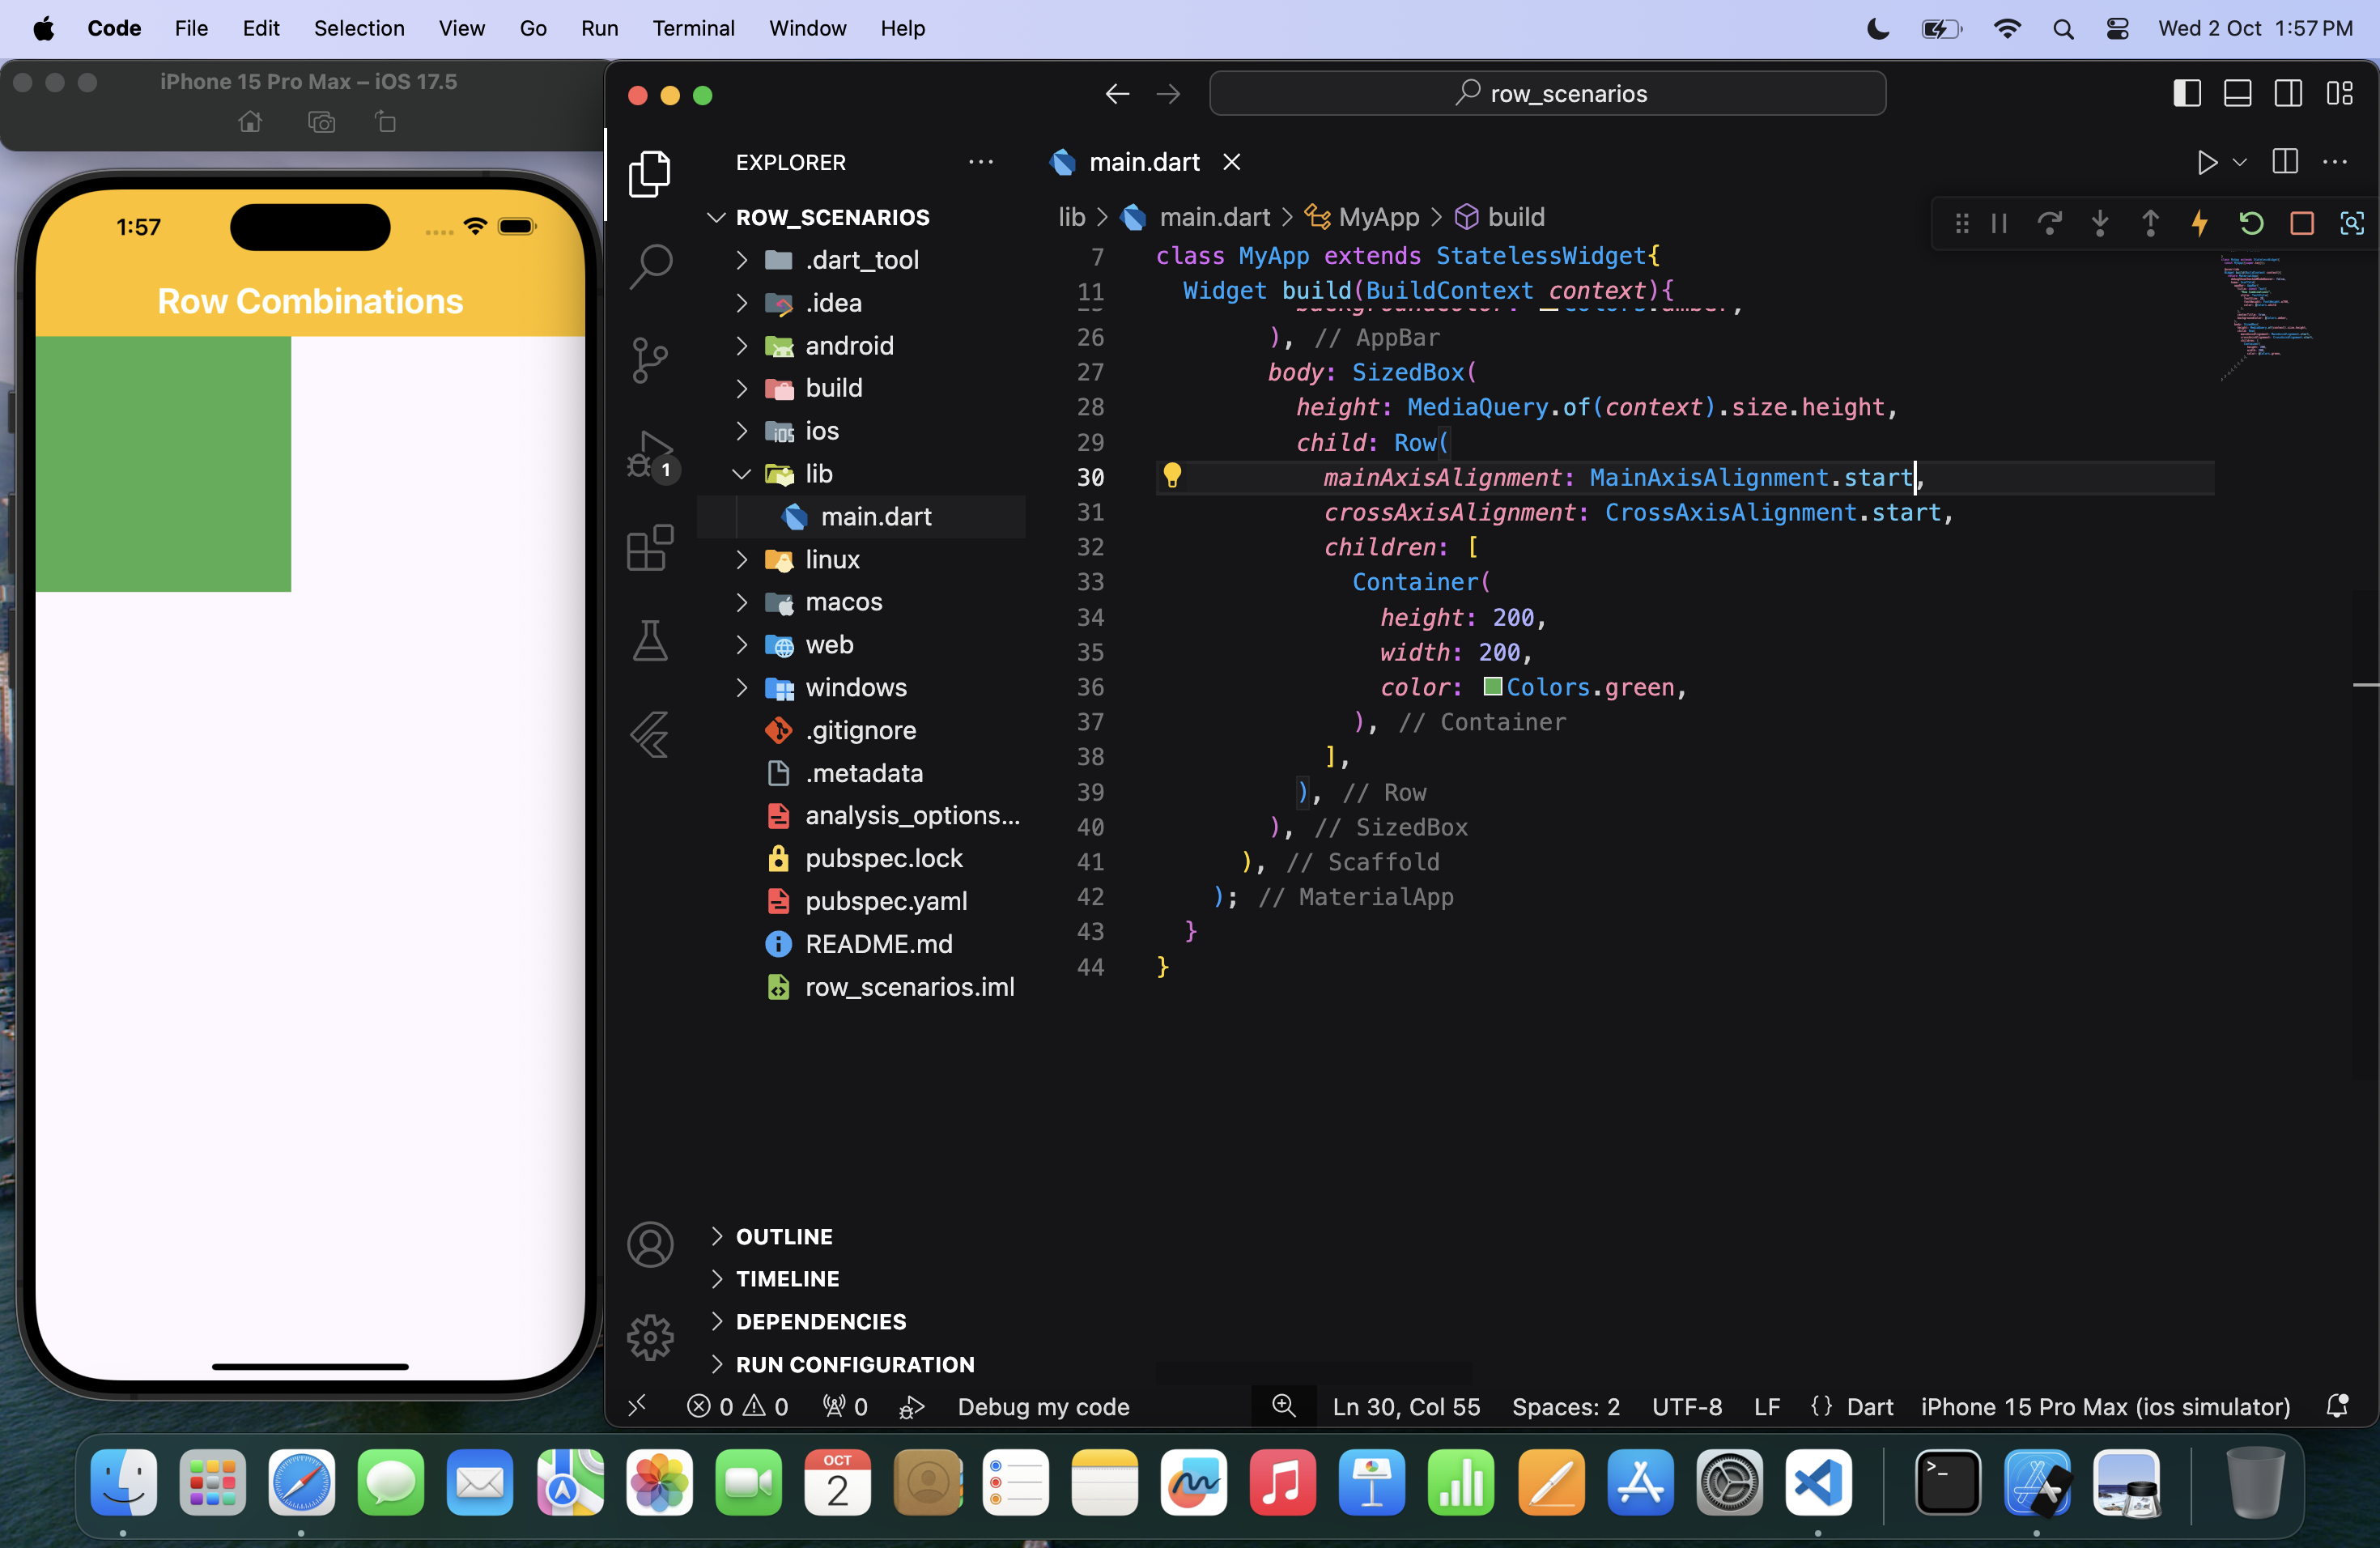 Code File Edit Selection View Go Run Terminal Window Help Wed 2 Oct 1:57 PM
iPhone 15 Pro Max – iOS 17.5
1:57
Row Combinations
row_scenarios
EXPLORER
ROW_SCENARIOS
.dart_tool
.idea
android
build
ios
lib
main.dart
linux
macos
web
windows
.gitignore
.metadata
analysis_options...
pubspec.lock
pubspec.yaml
README.md
row_scenarios.iml
OUTLINE
TIMELINE
DEPENDENCIES
RUN CONFIGURATION
1
main.dart
lib > main.dart > MyApp > build
7 class MyApp extends StatelessWidget{
11 Widget build(BuildContext context){
26 ), // AppBar
27 body: SizedBox(
28 height: MediaQuery.of(context).size.height,
29 child: Row(
30 mainAxisAlignment: MainAxisAlignment.start,
31 crossAxisAlignment: CrossAxisAlignment.start,
32 children: [
33 Container(
34 height: 200,
35 width: 200,
36 color: Colors.green,
37 ), // Container
38 ],
39 ), // Row
40 ), // SizedBox
41 ), // Scaffold
42 ); // MaterialApp
43 }
44 }
0 0 0 Debug my code Ln 30, Col 55 Spaces: 2 UTF-8 LF {} Dart iPhone 15 Pro Max (ios simulator)
OCT
2